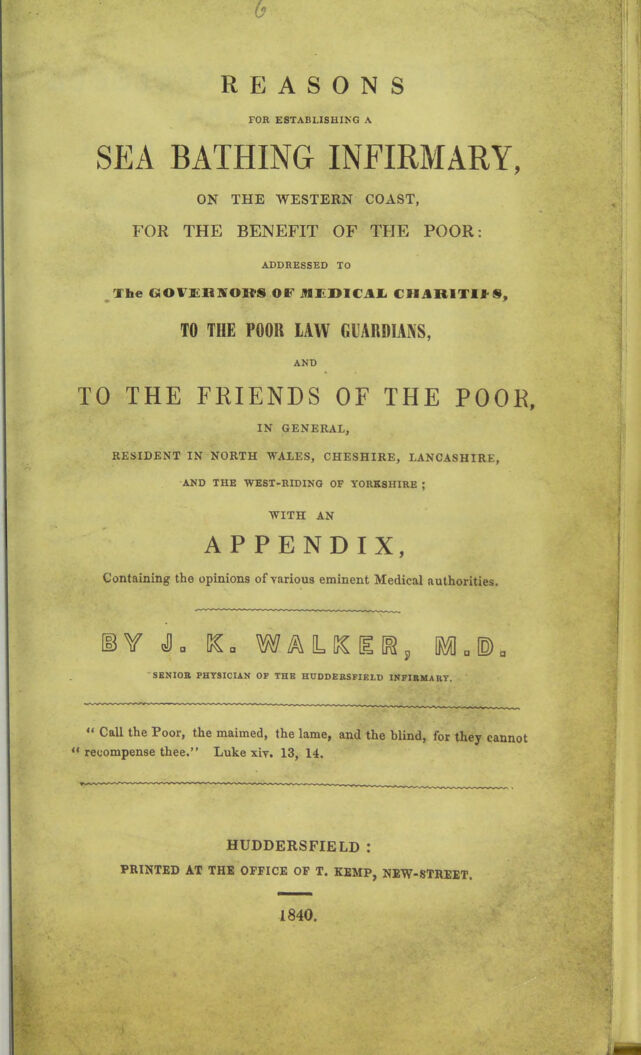 6
REASONS
FOR ESTABLISHING A
SEA BATHING INFIRMARY,
ON THE WESTERN COAST,
FOR THE BENEFIT OF THE POOR:
ADDRESSED TO
The GOVERNORS OF MEDICAL CHARITIES,
TO THE POOR LAW GUARDIANS,
AND
TO THE FRIENDS OF THE POOR,
IN GENERAL,
RESIDENT IN NORTH WALES, CHESHIRE, LANCASHIRE,
AND THE WEST-RIDING OF YORKSHIRE;
WITH AN
APPENDIX,
Containing the opinions of various eminent Medical authorities.
BY J. K. WALKER, M.D.
SENIOR PHYSICIAN OF THE HUDDERSFIELD INFIRMARY.
“ Call the Poor, the maimed, the lame, and the blind, for they cannot
“ recompense thee.” Luke xiv. 13, 14.
HUDDERSFIELD :
PRINTED AT THE OFFICE OF T. KEMP, NEW-STREET.
1840.